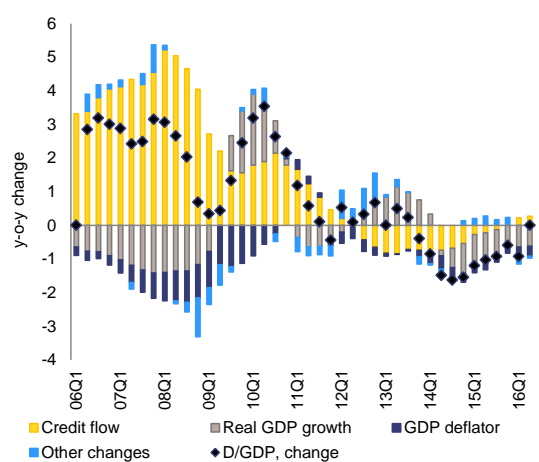 6
5
4
3
2
1
0
-1
-2
-3
-4
y-o-y change
06Q1 07Q1 08Q1 09Q1 10Q1 11Q1 12Q1 13Q1 14Q1 15Q1 16Q1
Credit flow Real GDP growth GDP deflator
Other changes D/GDP, change